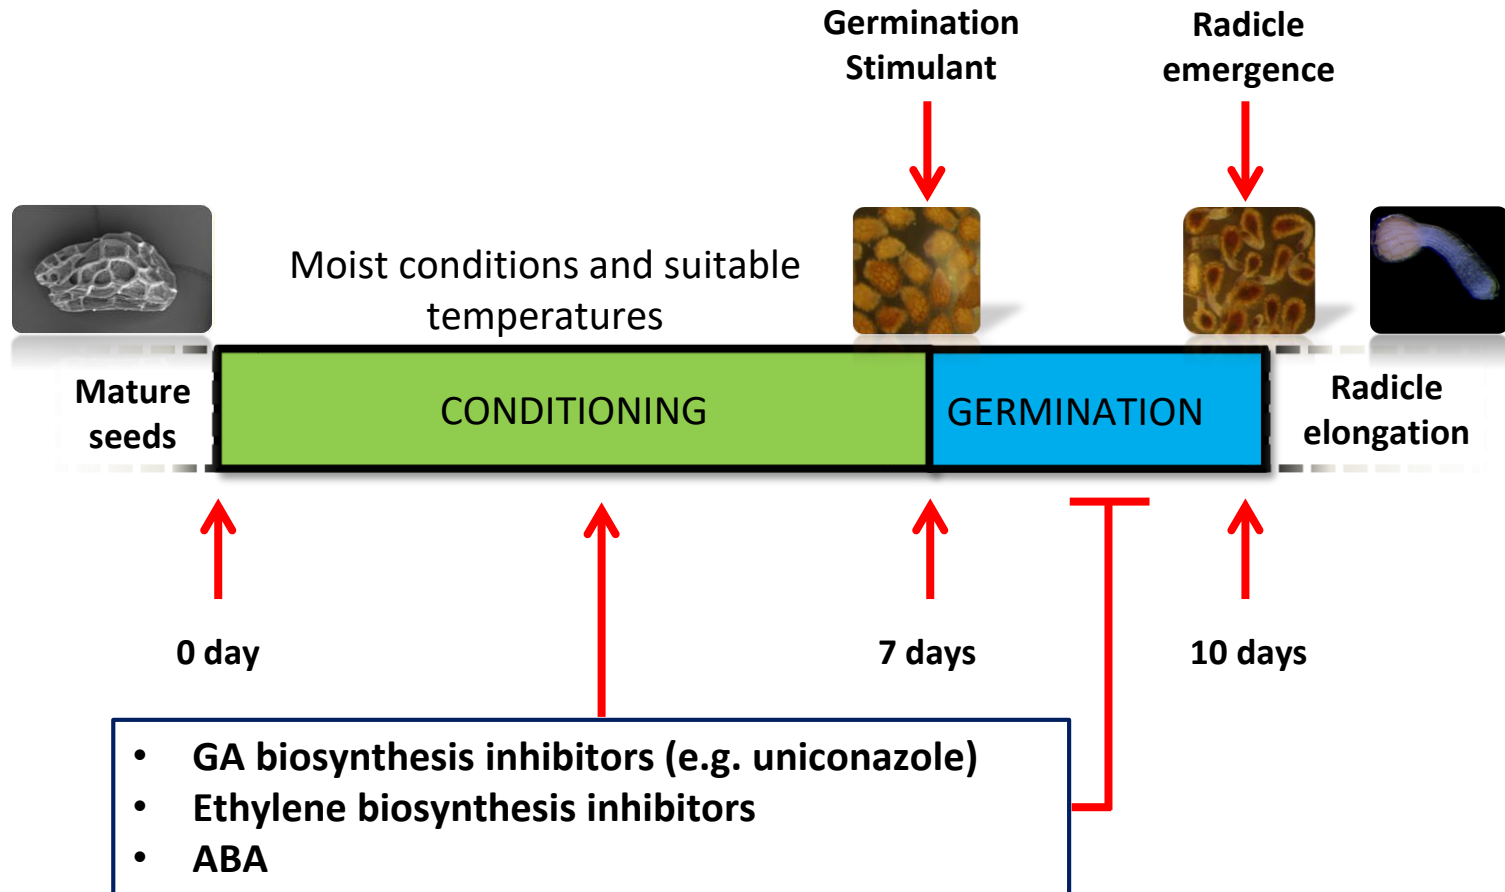 Germination
Stimulant
Radicle
emergence
Moist conditions and suitable
temperatures
Mature
seeds
CONDITIONING
GERMINATION
Radicle
elongation
0 day
7 days
10 days
• GA biosynthesis inhibitors (e.g. uniconazole)
• Ethylene biosynthesis inhibitors
• ABA